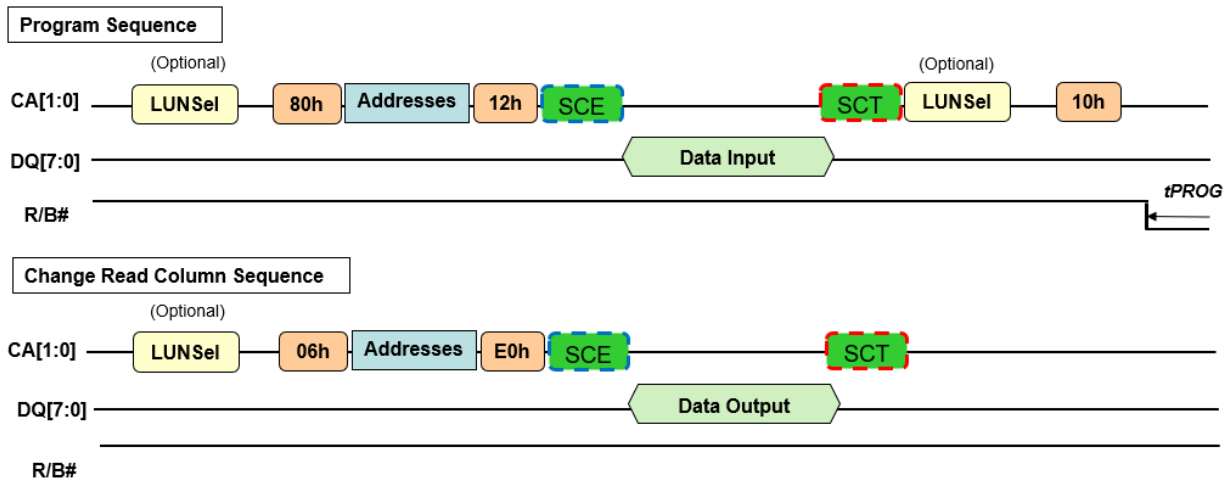 Program Sequence
(Optional) (Optional)
CA[1:0] LUNSel 80h Addresses 12h SCE SCT LUNSel 10h
DQ[7:0] Data Input
tPROG
R/B#
Change Read Column Sequence
(Optional)
CA[1:0] LUNSel 06h Addresses E0h SCE SCT
DQ[7:0] Data Output
R/B#